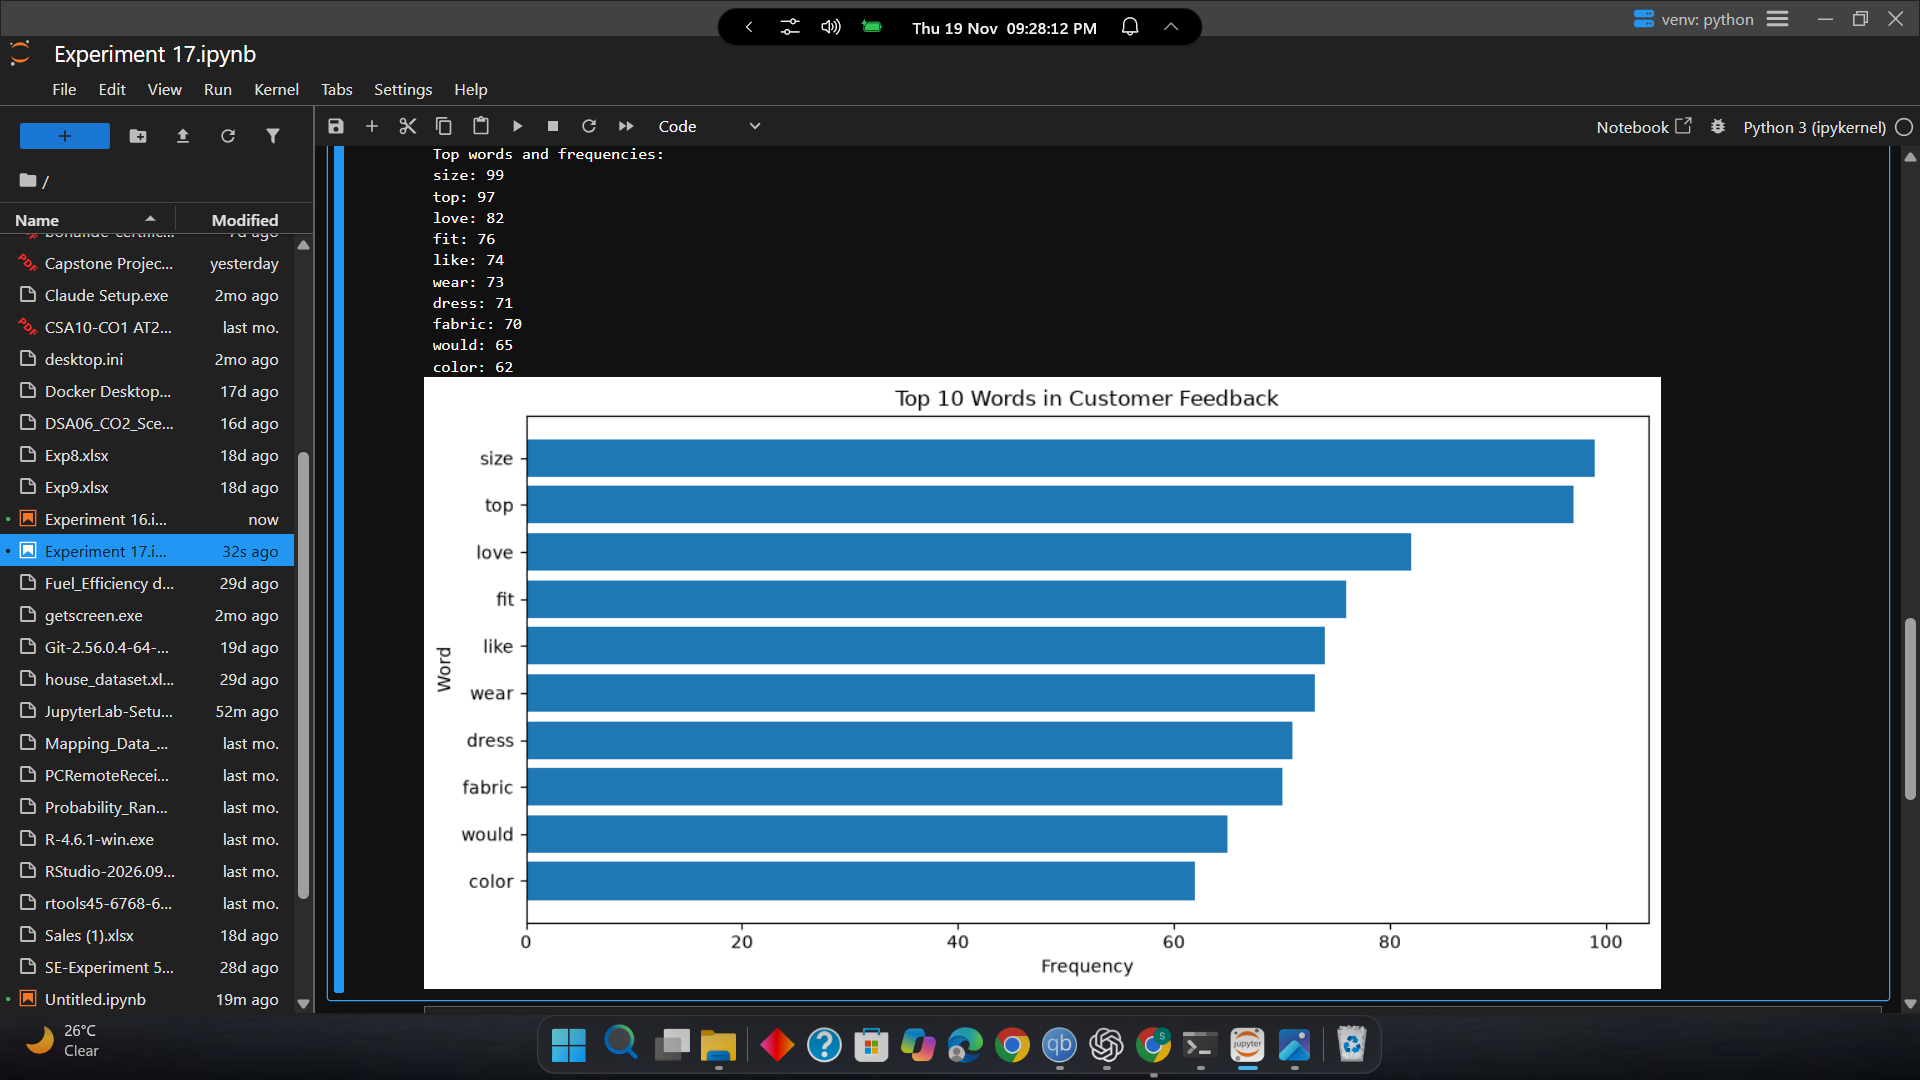 Thu 19 Nov 09:28:12 PM
venv: python
Experiment 17.ipynb
File Edit View Run Kernel Tabs Settings Help
Code
Notebook
Python 3 (ipykernel)
/
Name Modified
Capstone Projec... yesterday
Claude Setup.exe 2mo ago
CSA10-CO1 AT2... last mo.
desktop.ini 2mo ago
Docker Desktop... 17d ago
DSA06_CO2_Sce... 16d ago
Exp8.xlsx 18d ago
Exp9.xlsx 18d ago
Experiment 16.i... now
Experiment 17.i... 32s ago
Fuel_Efficiency d... 29d ago
getscreen.exe 2mo ago
Git-2.56.0.4-64-... 19d ago
house_dataset.xl... 29d ago
JupyterLab-Setu... 52m ago
Mapping_Data_... last mo.
PCRemoteRecei... last mo.
Probability_Ran... last mo.
R-4.6.1-win.exe last mo.
RStudio-2026.09... last mo.
rtools45-6768-6... last mo.
Sales (1).xlsx 18d ago
SE-Experiment 5... 28d ago
Untitled.ipynb 19m ago
Top words and frequencies:
size: 99
top: 97
love: 82
fit: 76
like: 74
wear: 73
dress: 71
fabric: 70
would: 65
color: 62
Top 10 Words in Customer Feedback
Word
size
top
love
fit
like
wear
dress
fabric
would
color
0 20 40 60 80 100
Frequency
26°C
Clear
qb
jupyter
S